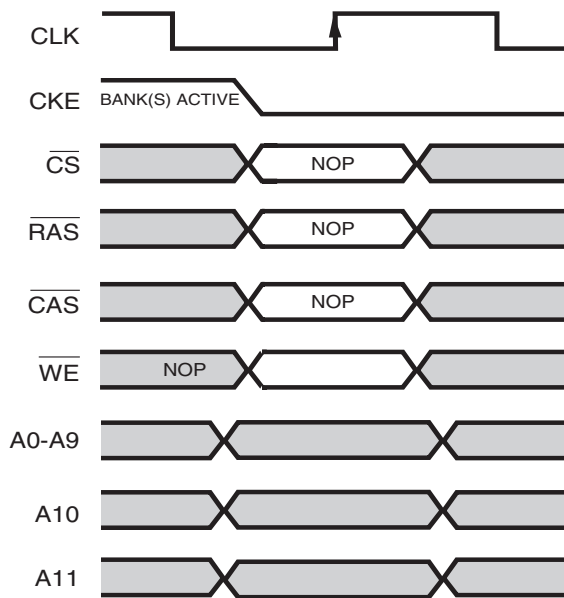 CLK
CKE BANK(S) ACTIVE
CS NOP
RAS NOP
CAS NOP
WE NOP
A0-A9
A10
A11